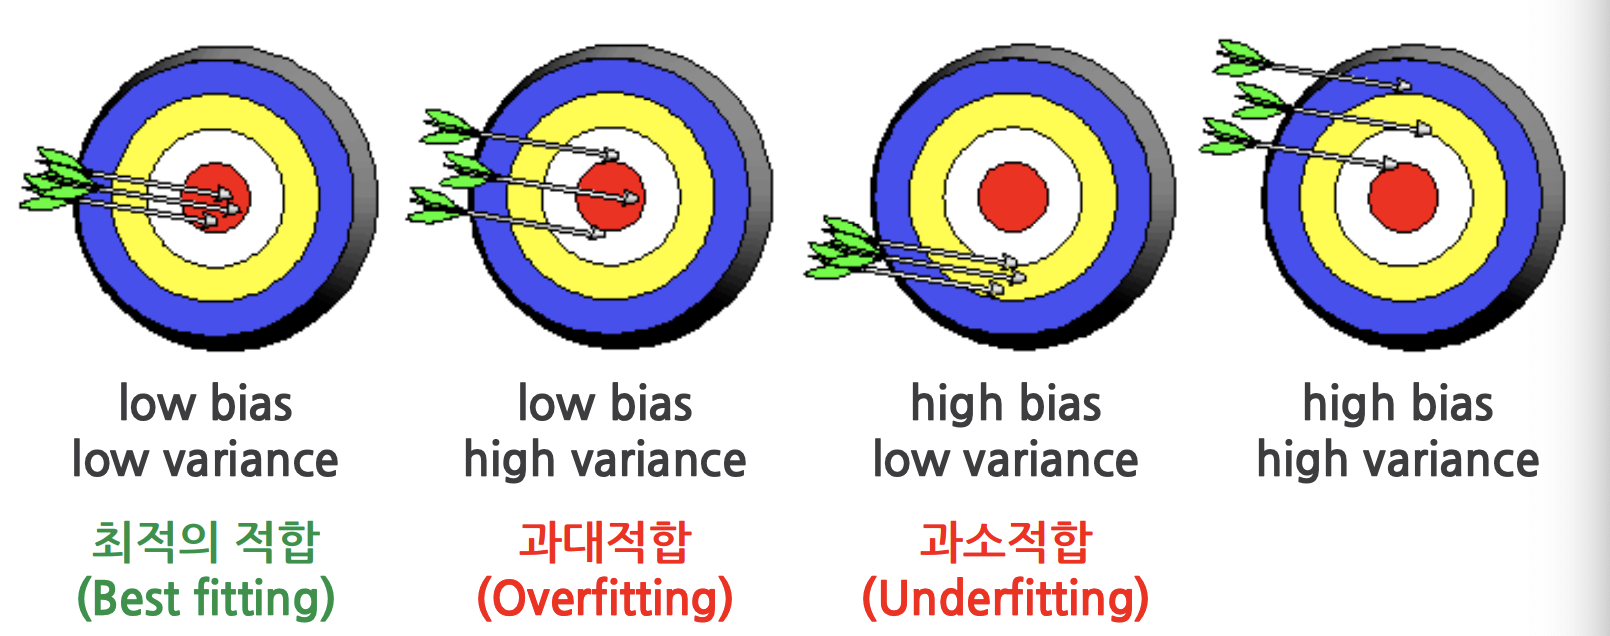 low bias
low variance
최적의 적합
(Best fitting)
low bias
high variance
과대적합
(Overfitting)
high bias
low variance
과소적합
(Underfitting)
high bias
high variance